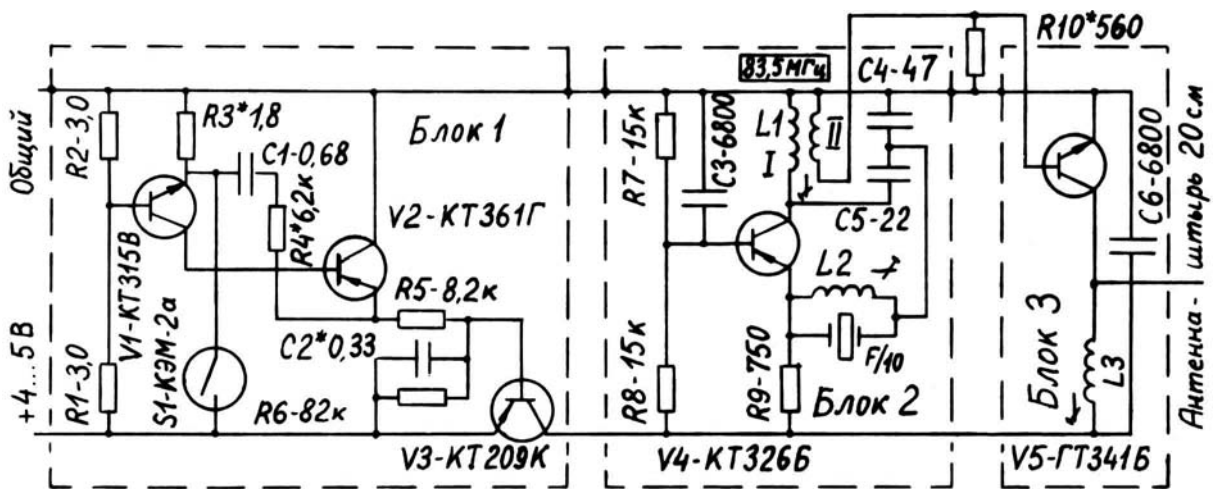 R10*560
83,5МГц
C4-47
R3*1,8
Блок 1
C1-0,68
R2-3,0
Общий
R4*6,2к
V2-КТ361Г
R7-15к
C3-6800
L1
I
II
C5-22
C6-6800
Антенна - штырь 20 см
V1-КТ315В
S1-КЭМ-2а
R5-8,2к
C2*0,33
L2
F/10
+4...5В
R1-3,0
R6-82к
R8-15к
R9-750
Блок 2
Блок 3
L3
V3-КТ209К
V4-КТ326Б
V5-ГТ341Б